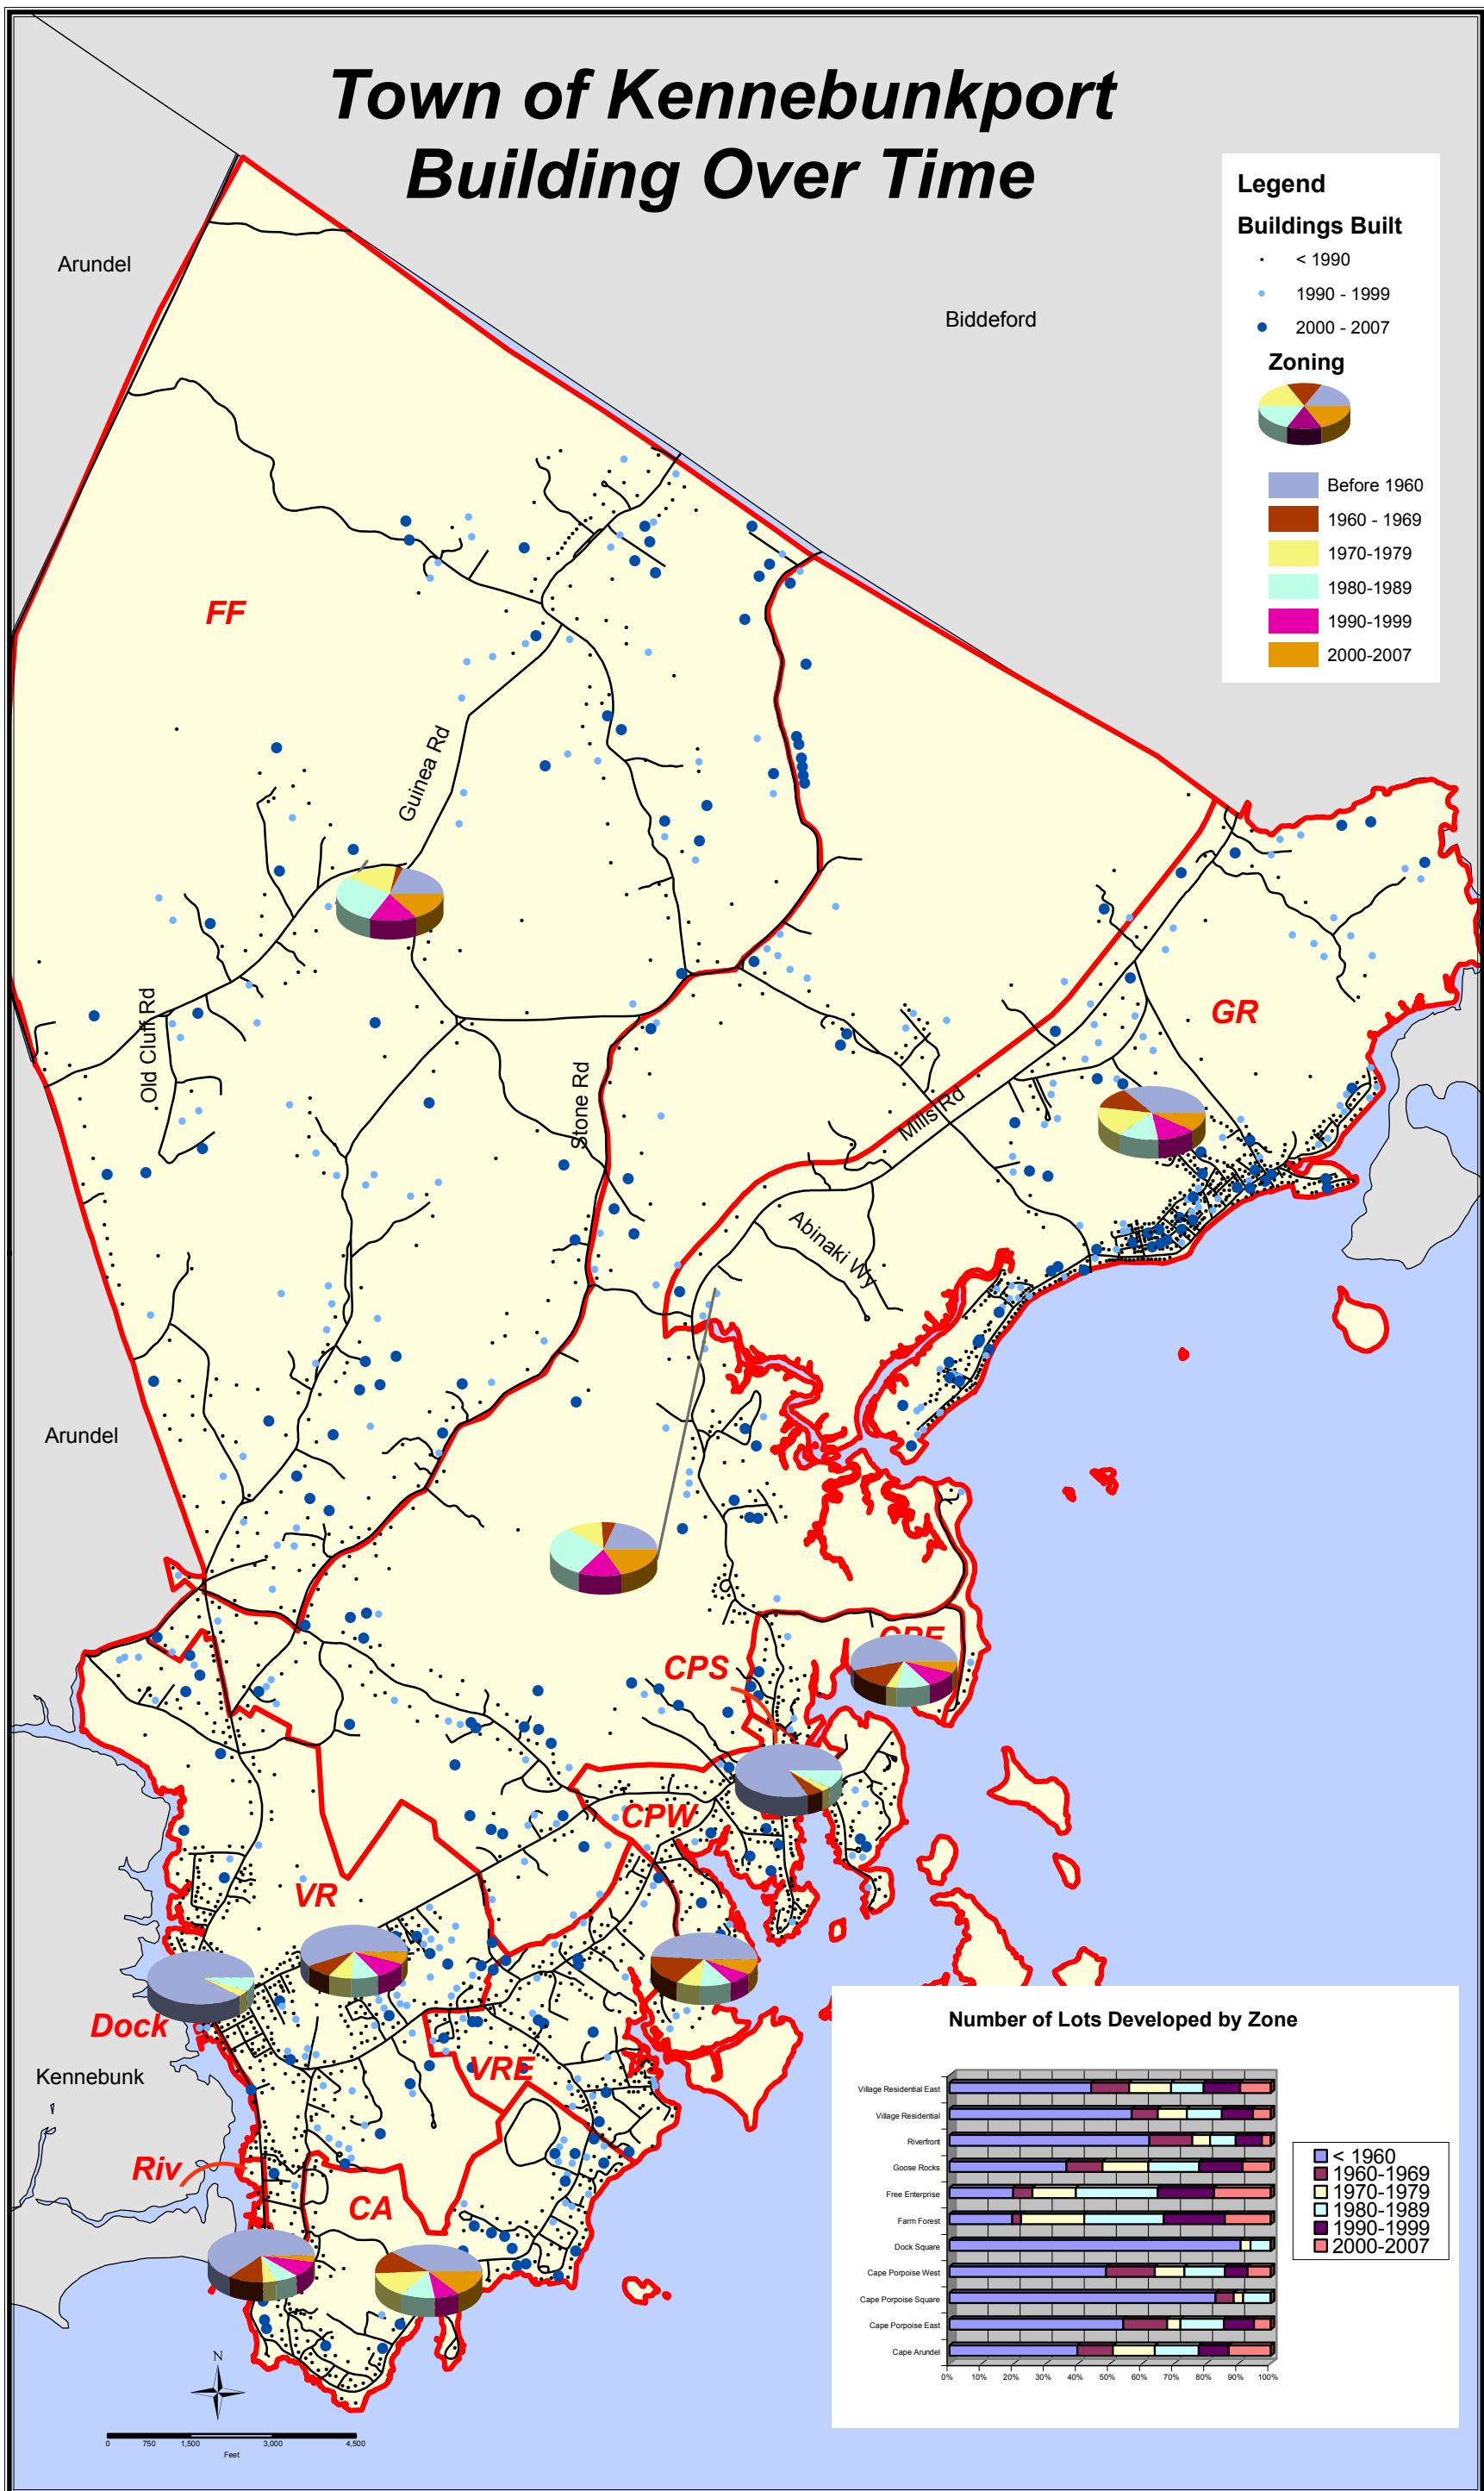 Town of Kennebunkport
Building Over Time
Legend
Buildings Built
< 1990
1990 - 1999
2000 - 2007
Zoning
Before 1960
1960 - 1969
1970-1979
1980-1989
1990-1999
2000-2007
Arundel
Biddeford
FF
Guinea Rd
Old Cluff Rd
Stone Rd
GR
Mills Rd
Abinaki Wy
Arundel
CPE
CPS
CPW
VR
Dock
VRE
Kennebunk
Riv
CA
N
0 750 1,500 3,000 4,500
Feet
Number of Lots Developed by Zone
Village Residential East
Village Residential
Riverfront
Goose Rocks
Free Enterprise
Farm Forest
Dock Square
Cape Porpoise West
Cape Porpoise Square
Cape Porpoise East
Cape Arundel
0% 10% 20% 30% 40% 50% 60% 70% 80% 90% 100%
< 1960
1960-1969
1970-1979
1980-1989
1990-1999
2000-2007